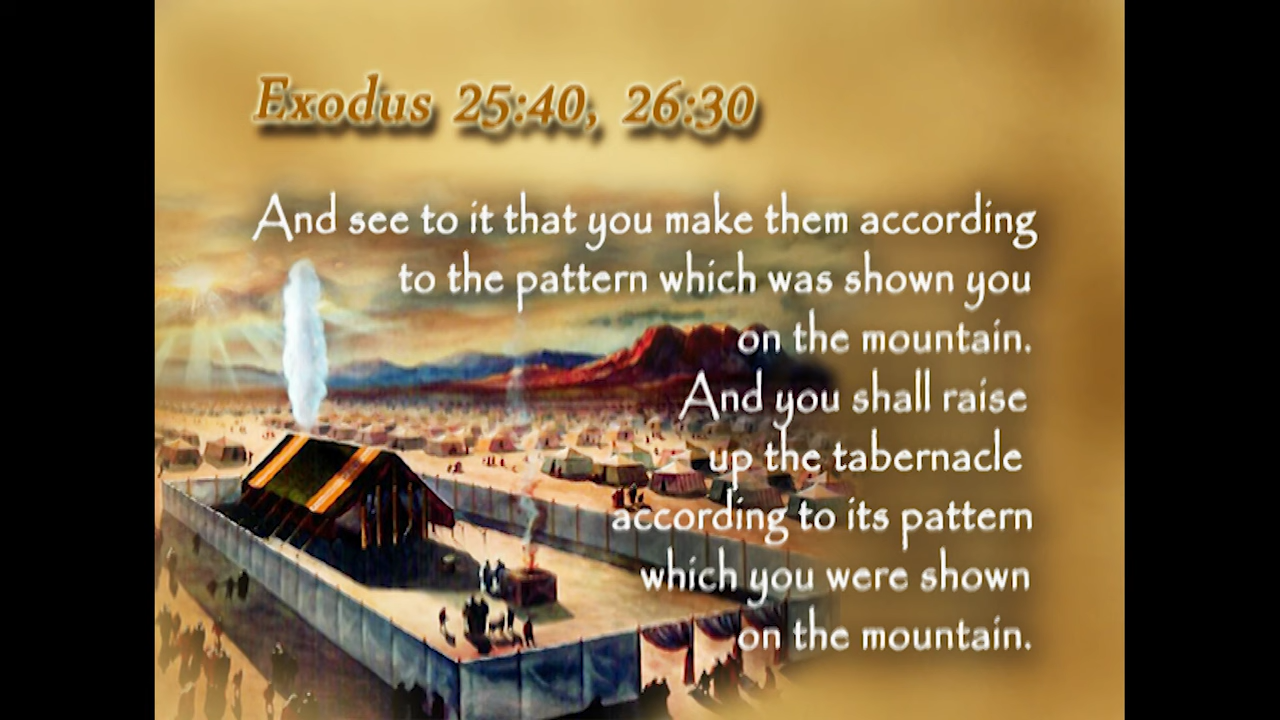 Exodus 25:40, 26:30
And see to it that you make them according
to the pattern which was shown you
on the mountain.
And you shall raise
up the tabernacle
according to its pattern
which you were shown
on the mountain.